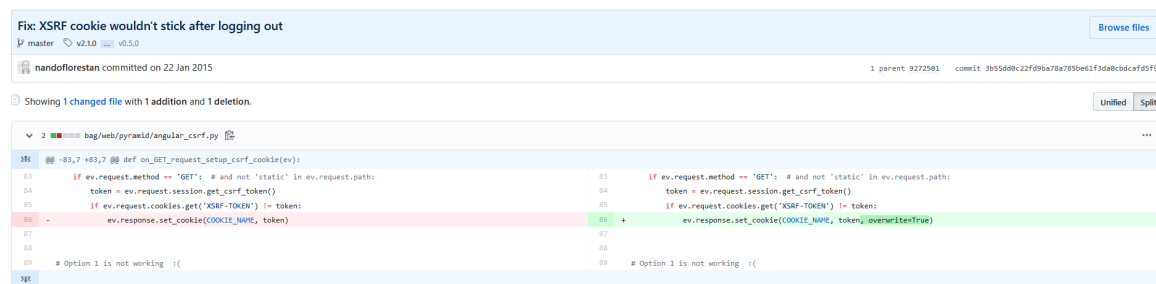 Fix: XSRF cookie wouldn't stick after logging out
Browse files
master v2.1.0 ... v0.5.0
nandoflorestan committed on 22 Jan 2015
1 parent 9272501 commit 3b55dd0c22fd9ba78a785be61f3da0cbdcafd5f9
Showing 1 changed file with 1 addition and 1 deletion.
Unified Split
2 bag/web/pyramid/angular_csrf.py ...
@@ -83,7 +83,7 @@ def on_GET_request_setup_csrf_cookie(ev):
83 if ev.request.method == 'GET': # and not 'static' in ev.request.path:
84 token = ev.request.session.get_csrf_token()
85 if ev.request.cookies.get('XSRF-TOKEN') != token:
86 - ev.response.set_cookie(COOKIE_NAME, token)
87
88
89 # Option 1 is not working :(
83 if ev.request.method == 'GET': # and not 'static' in ev.request.path:
84 token = ev.request.session.get_csrf_token()
85 if ev.request.cookies.get('XSRF-TOKEN') != token:
86 + ev.response.set_cookie(COOKIE_NAME, token, overwrite=True)
87
88
89 # Option 1 is not working :(